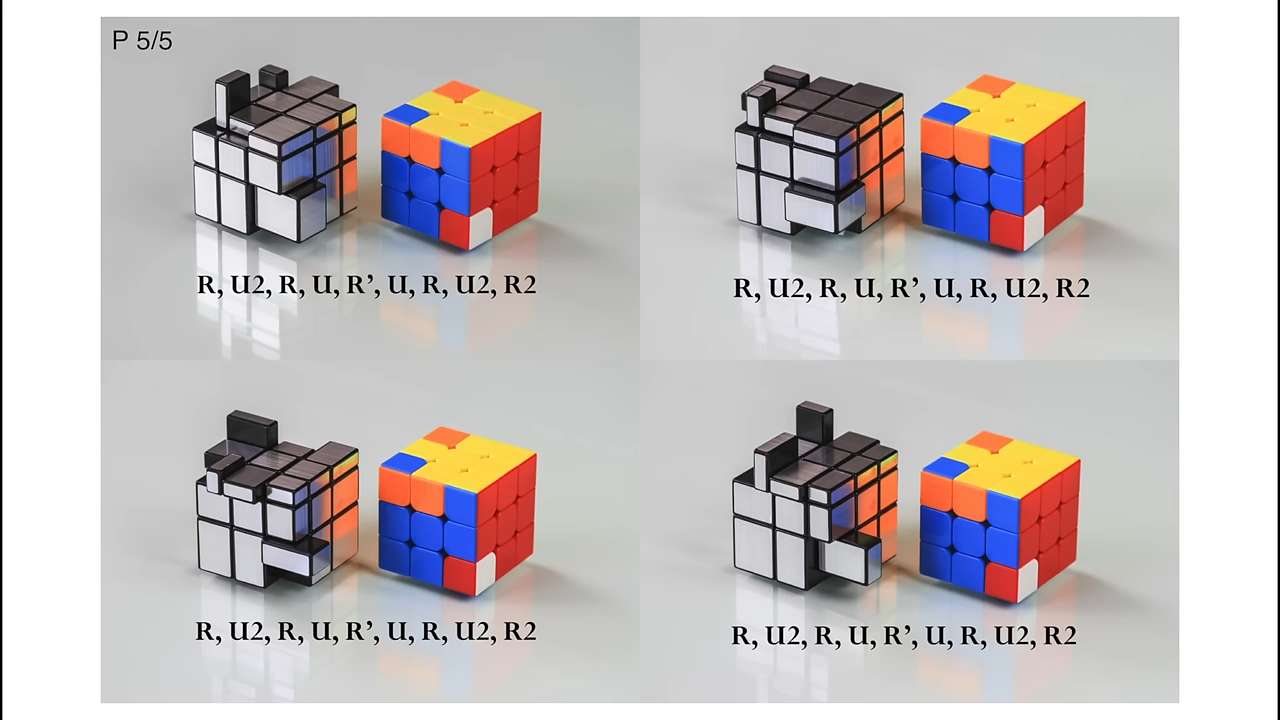 P 5/5
R, U2, R, U, R’, U, R, U2, R2
R, U2, R, U, R’, U, R, U2, R2
R, U2, R, U, R’, U, R, U2, R2
R, U2, R, U, R’, U, R, U2, R2